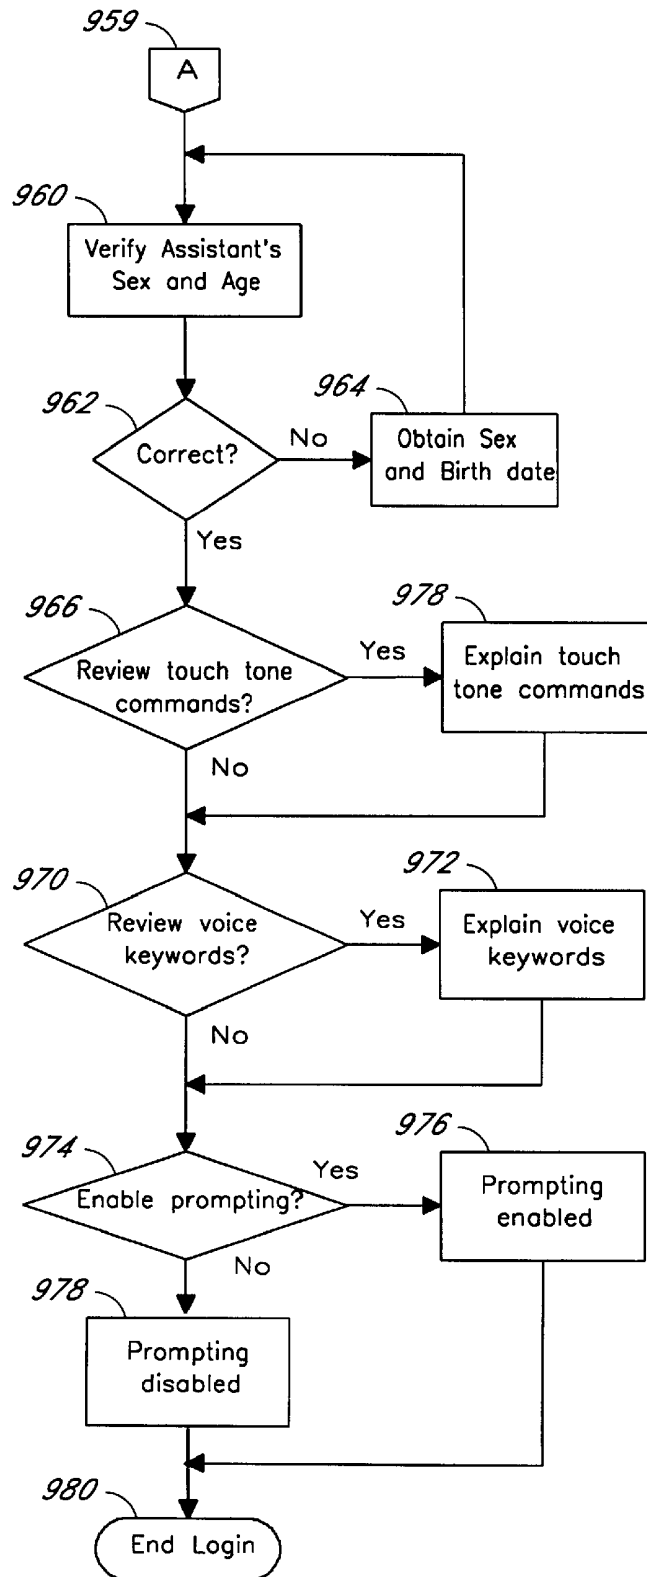 959
A
960
Verify Assistant's
Sex and Age
962
Correct?
No
964
Obtain Sex
and Birth date
Yes
966
Review touch tone
commands?
Yes
978
Explain touch
tone commands
No
970
Review voice
keywords?
Yes
972
Explain voice
keywords
No
974
Enable prompting?
Yes
976
Prompting
enabled
No
978
Prompting
disabled
980
End Login